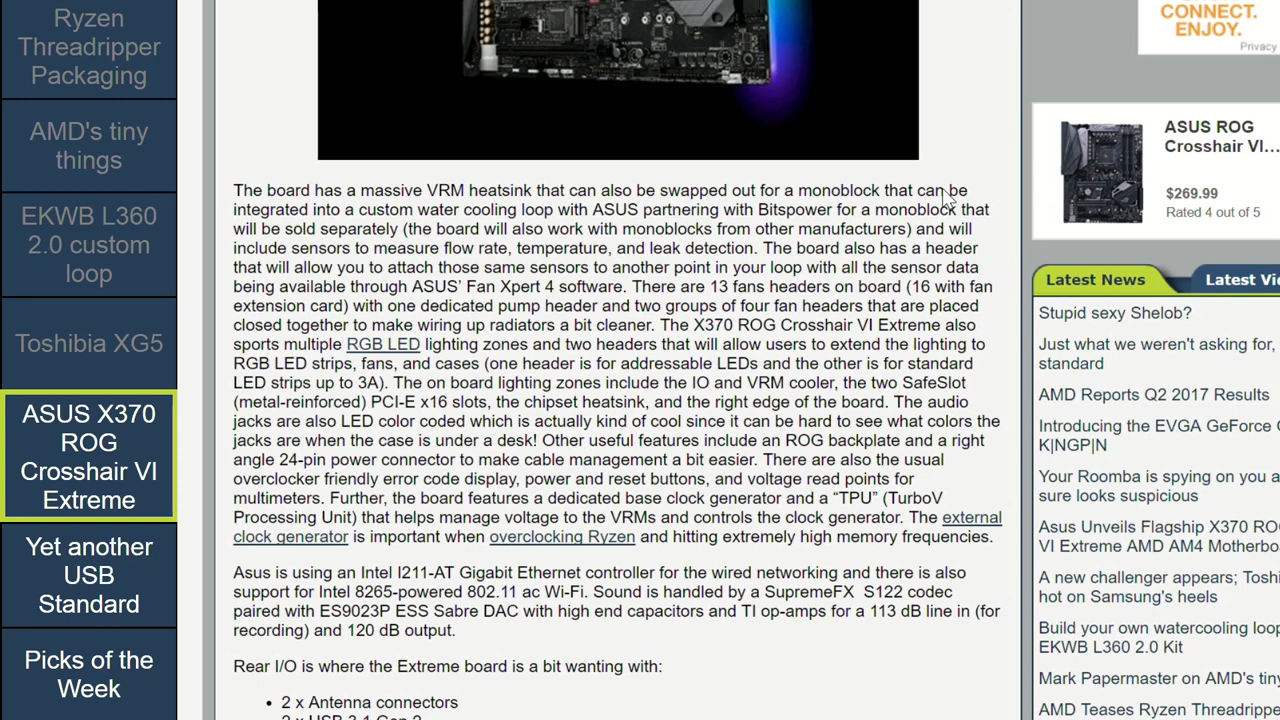 Ryzen
Threadripper
Packaging
AMD's tiny
things
EKWB L360
2.0 custom
loop
Toshibia XG5
ASUS X370
ROG
Crosshair VI
Extreme
Yet another
USB
Standard
Picks of the
Week
The board has a massive VRM heatsink that can also be swapped out for a monoblock that can be
integrated into a custom water cooling loop with ASUS partnering with Bitspower for a monoblock that
will be sold separately (the board will also work with monoblocks from other manufacturers) and will
include sensors to measure flow rate, temperature, and leak detection. The board also has a header
that will allow you to attach those same sensors to another point in your loop with all the sensor data
being available through ASUS’ Fan Xpert 4 software. There are 13 fans headers on board (16 with fan
extension card) with one dedicated pump header and two groups of four fan headers that are placed
closed together to make wiring up radiators a bit cleaner. The X370 ROG Crosshair VI Extreme also
sports multiple RGB LED lighting zones and two headers that will allow users to extend the lighting to
RGB LED strips, fans, and cases (one header is for addressable LEDs and the other is for standard
LED strips up to 3A). The on board lighting zones include the IO and VRM cooler, the two SafeSlot
(metal-reinforced) PCI-E x16 slots, the chipset heatsink, and the right edge of the board. The audio
jacks are also LED color coded which is actually kind of cool since it can be hard to see what colors the
jacks are when the case is under a desk! Other useful features include an ROG backplate and a right
angle 24-pin power connector to make cable management a bit easier. There are also the usual
overclocker friendly error code display, power and reset buttons, and voltage read points for
multimeters. Further, the board features a dedicated base clock generator and a “TPU” (TurboV
Processing Unit) that helps manage voltage to the VRMs and controls the clock generator. The external
clock generator is important when overclocking Ryzen and hitting extremely high memory frequencies.
Asus is using an Intel I211-AT Gigabit Ethernet controller for the wired networking and there is also
support for Intel 8265-powered 802.11 ac Wi-Fi. Sound is handled by a SupremeFX S122 codec
paired with ES9023P ESS Sabre DAC with high end capacitors and TI op-amps for a 113 dB line in (for
recording) and 120 dB output.
Rear I/O is where the Extreme board is a bit wanting with:
• 2 x Antenna connectors
2 x USB 3.1 Gen 2
CONNECT.
ENJOY.
Privacy
ASUS ROG
Crosshair VI...
$269.99
Rated 4 out of 5
Latest News
Latest Vi
Stupid sexy Shelob?
Just what we weren't asking for,
standard
AMD Reports Q2 2017 Results
Introducing the EVGA GeForce
K|NGP|N
Your Roomba is spying on you a
sure looks suspicious
Asus Unveils Flagship X370 RO
VI Extreme AMD AM4 Motherbo
A new challenger appears; Toshi
hot on Samsung's heels
Build your own watercooling loop
EKWB L360 2.0 Kit
Mark Papermaster on AMD's tiny
AMD Teases Ryzen Threadrippe